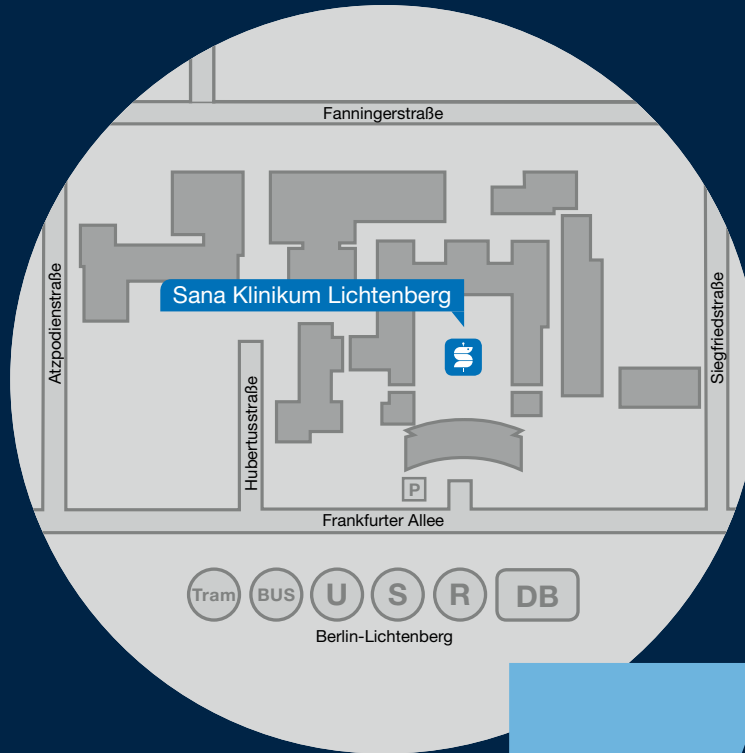 Fanningerstraße
Sana Klinikum Lichtenberg
Atzpodienstraße
Siegfriedstraße
Hubertusstraße
P
Frankfurter Allee
Tram BUS U S R DB
Berlin-Lichtenberg